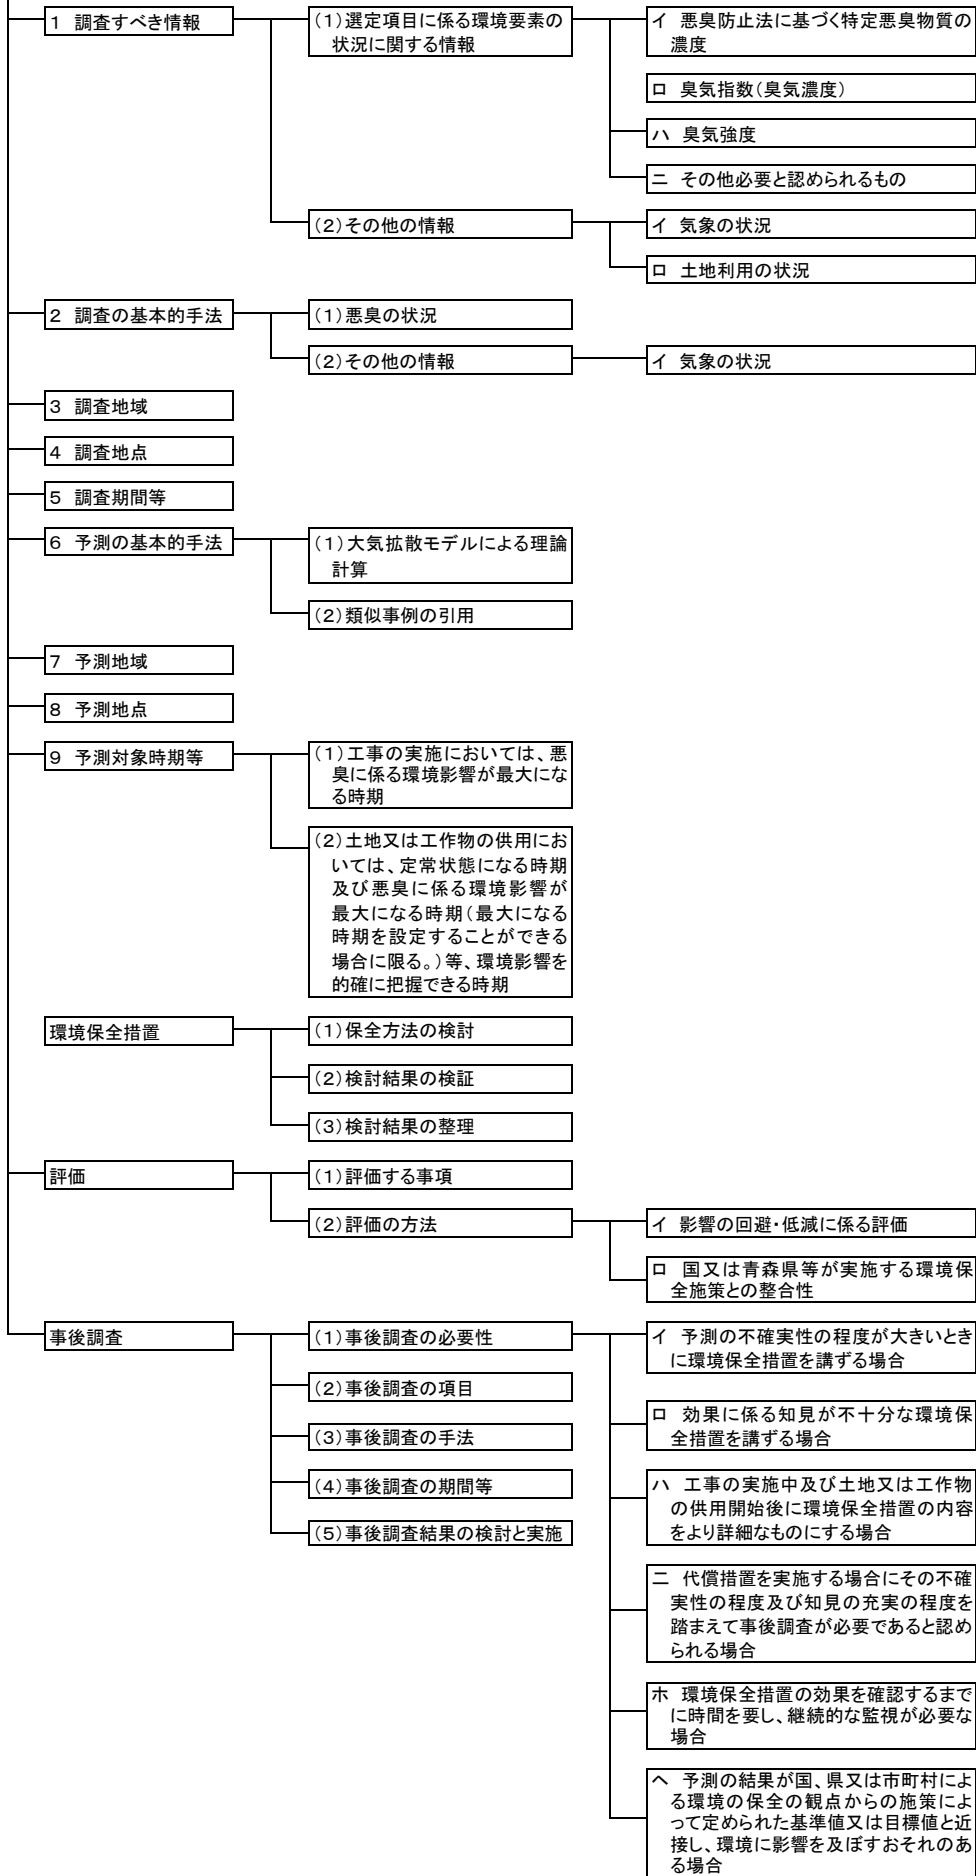 1 調査すべき情報
(1)選定項目に係る環境要素の
状況に関する情報
イ 悪臭防止法に基づく特定悪臭物質の
濃度
ロ 臭気指数(臭気濃度)
ハ 臭気強度
ニ その他必要と認められるもの
(2)その他の情報
イ 気象の状況
ロ 土地利用の状況
2 調査の基本的手法
(1)悪臭の状況
(2)その他の情報
イ 気象の状況
3 調査地域
4 調査地点
5 調査期間等
6 予測の基本的手法
(1)大気拡散モデルによる理論
計算
(2)類似事例の引用
7 予測地域
8 予測地点
9 予測対象時期等
(1)工事の実施においては、悪
臭に係る環境影響が最大にな
る時期
(2)土地又は工作物の供用にお
いては、定常状態になる時期
及び悪臭に係る環境影響が
最大になる時期(最大になる
時期を設定することができる
場合に限る。)等、環境影響を
的確に把握できる時期
環境保全措置
(1)保全方法の検討
(2)検討結果の検証
(3)検討結果の整理
評価
(1)評価する事項
(2)評価の方法
イ 影響の回避・低減に係る評価
ロ 国又は青森県等が実施する環境保
全施策との整合性
事後調査
(1)事後調査の必要性
イ 予測の不確実性の程度が大きいとき
に環境保全措置を講ずる場合
(2)事後調査の項目
ロ 効果に係る知見が不十分な環境保
全措置を講ずる場合
(3)事後調査の手法
(4)事後調査の期間等
ハ 工事の実施中及び土地又は工作物
の供用開始後に環境保全措置の内容
をより詳細なものにする場合
(5)事後調査結果の検討と実施
ニ 代償措置を実施する場合にその不確
実性の程度及び知見の充実の程度を
踏まえて事後調査が必要であると認め
られる場合
ホ 環境保全措置の効果を確認するまで
に時間を要し、継続的な監視が必要な
場合
ヘ 予測の結果が国、県又は市町村によ
る環境の保全の観点からの施策によ
って定められた基準値又は目標値と近
接し、環境に影響を及ぼすおそれのあ
る場合